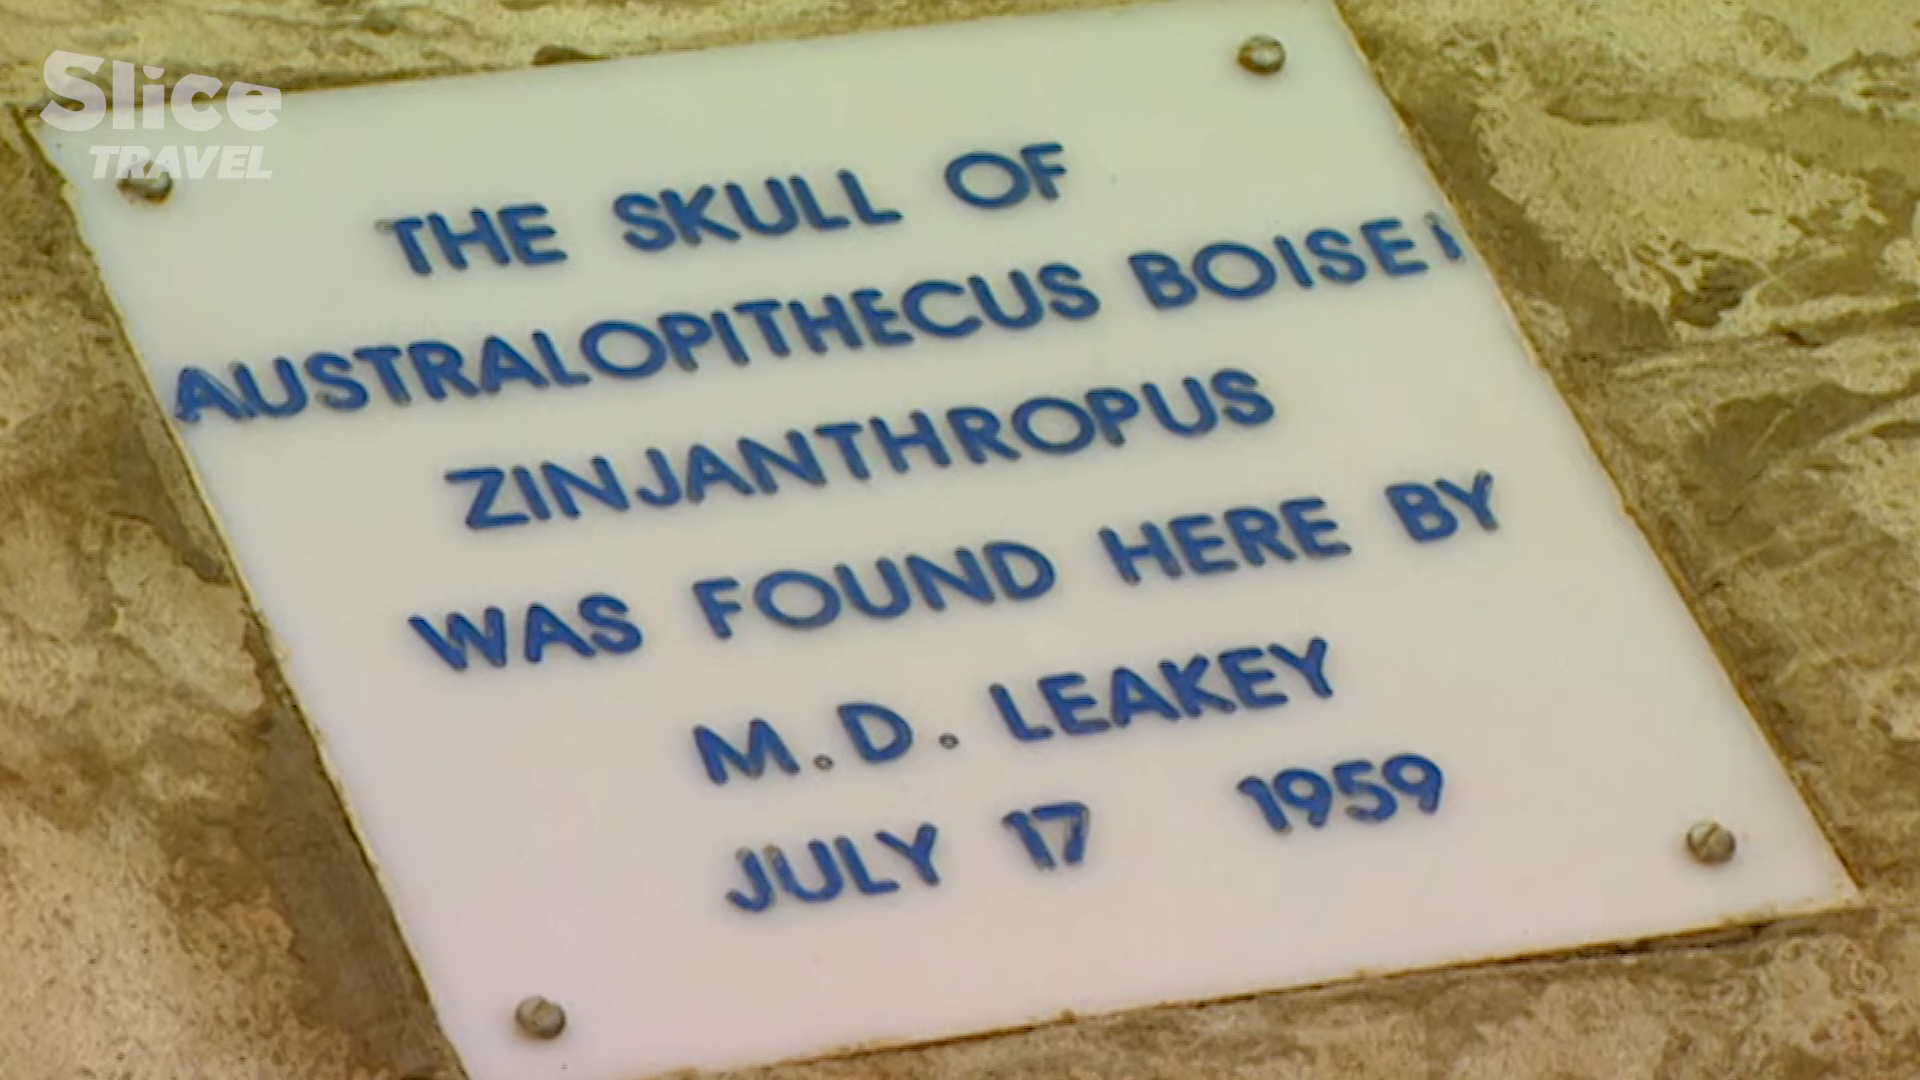 Slice
TRAVEL
THE SKULL OF
AUSTRALOPITHECUS BOISEI
ZINJANTHROPUS
WAS FOUND HERE BY
M.D. LEAKEY
JULY 17 1959